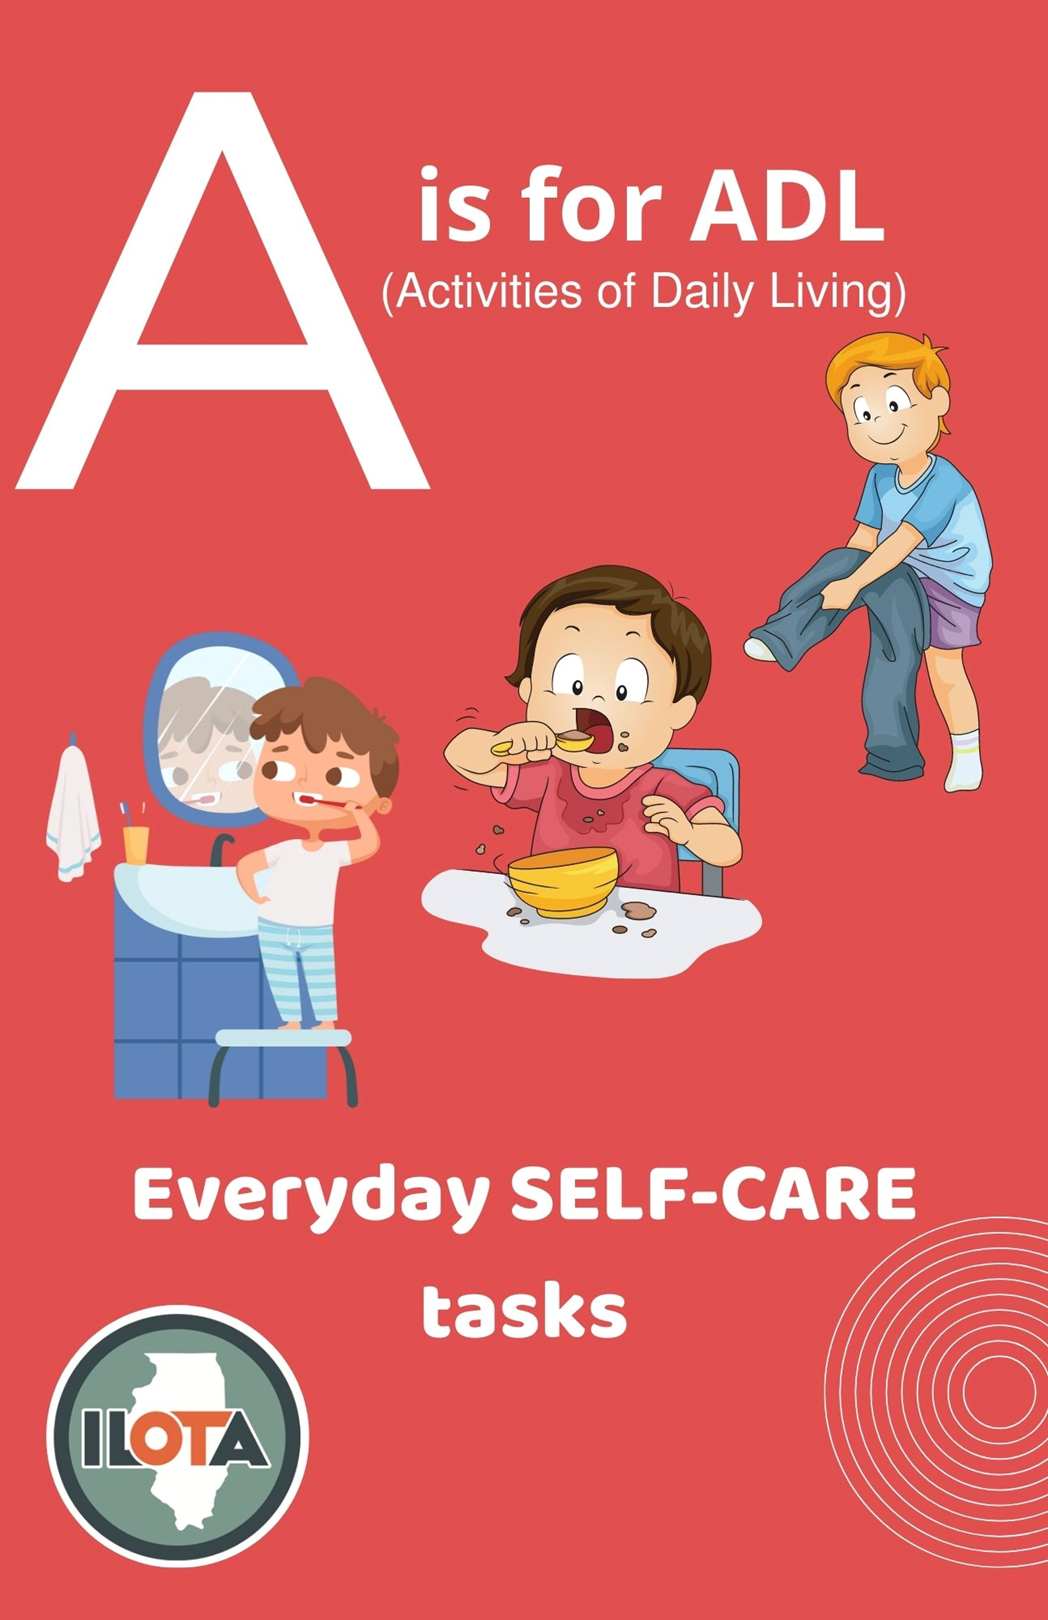 A
is for ADL
(Activities of Daily Living)
Everyday SELF-CARE
tasks
ILOTA